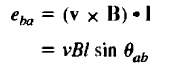 e_ba = (v × B) • l
= vBl sin θ_ab